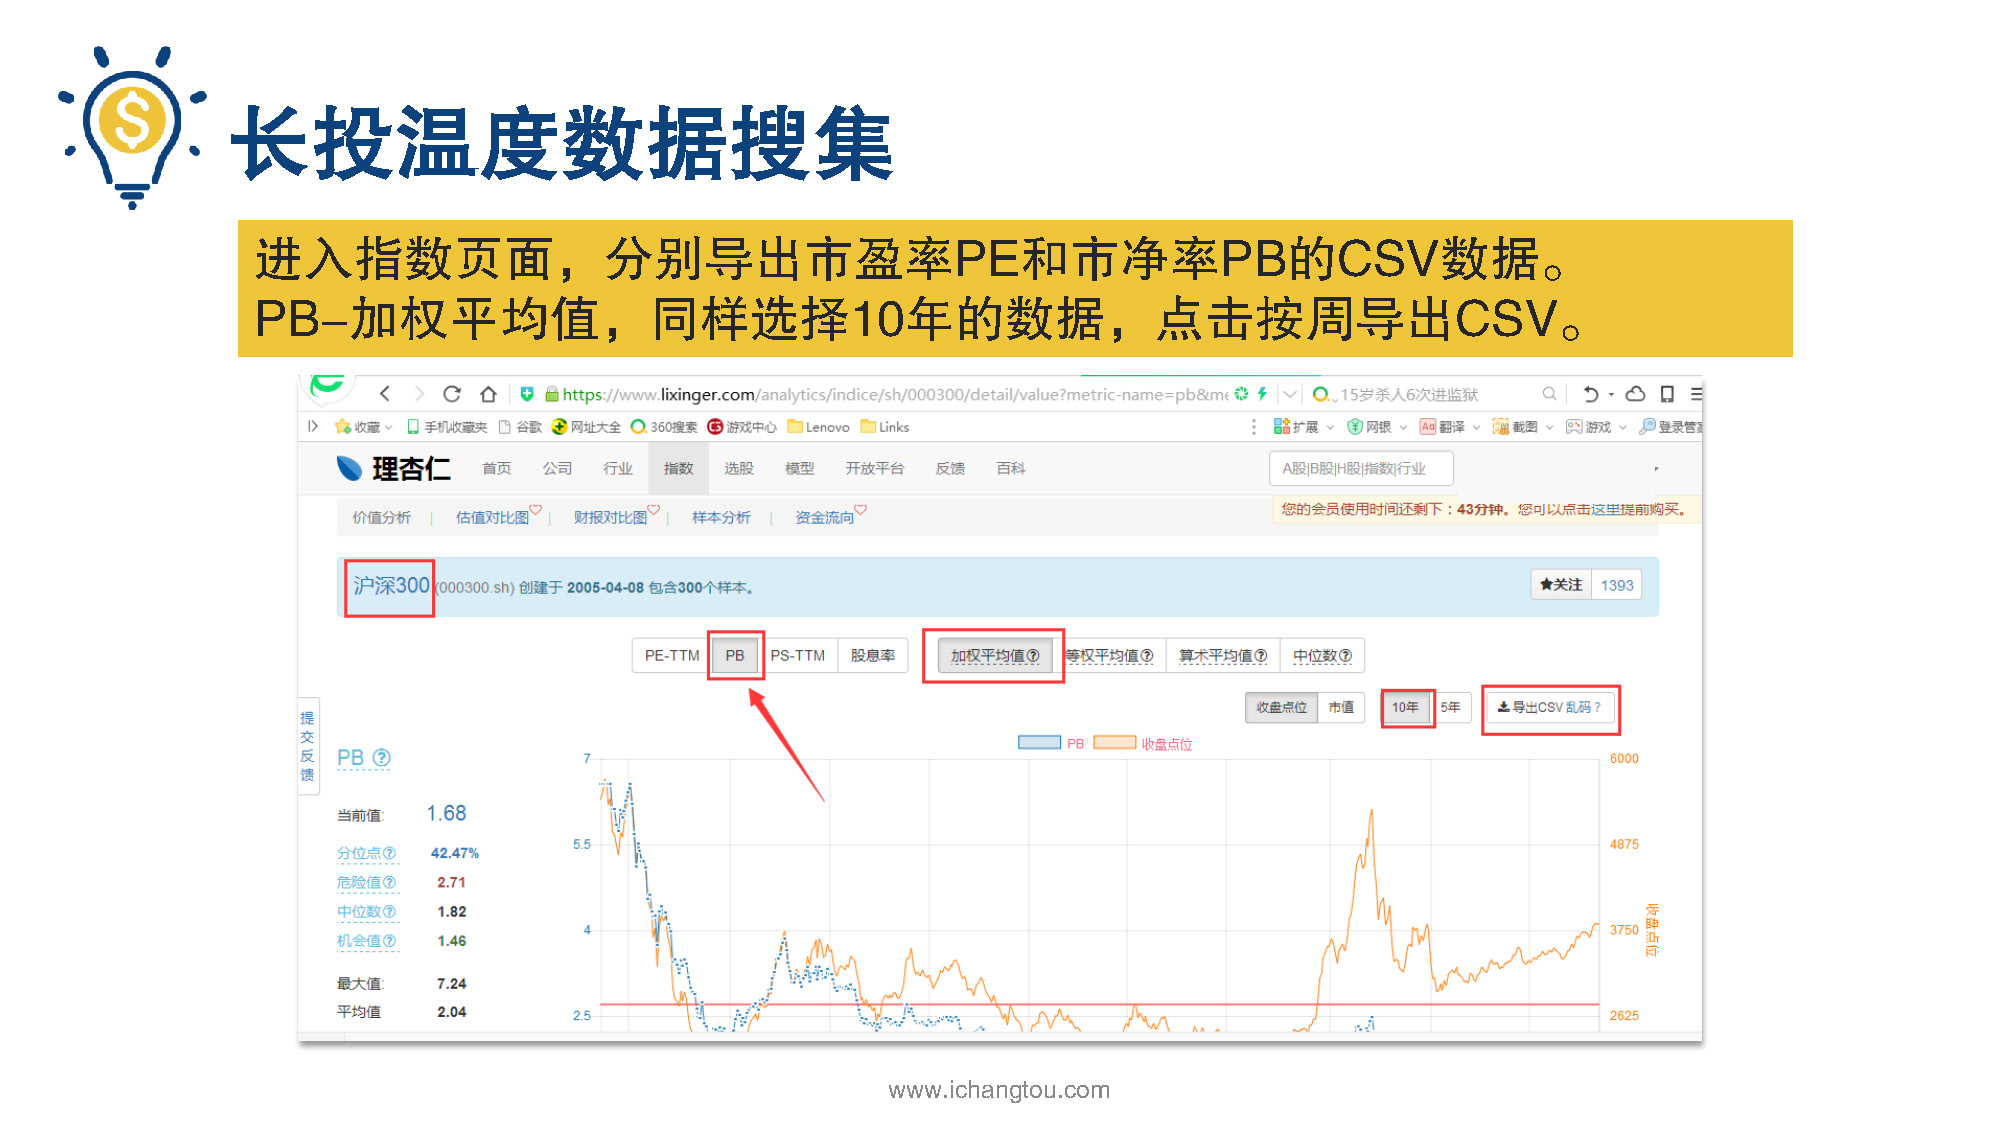 长投温度数据搜集
进入指数页面，分别导出市盈率PE和市净率PB的CSV数据。
PB–加权平均值，同样选择10年的数据，点击按周导出CSV。
https://www.lixinger.com/analytics/indice/sh/000300/detail/value?metric-name=pb&me
15岁杀人6次进监狱
收藏 手机收藏夹 谷歌 网址大全 360搜索 游戏中心 Lenovo Links 扩展 网银 翻译 截图 游戏 登录管家
理杏仁 首页 公司 行业 指数 选股 模型 开放平台 反馈 百科 A股|B股|H股|指数|行业
价值分析 | 估值对比图 | 财报对比图 | 样本分析 | 资金流向
您的会员使用时间还剩下：43分钟。您可以点击这里提前购买。
沪深300 (000300.sh) 创建于 2005-04-08 包含300个样本。 关注 1393
PE-TTM PB PS-TTM 股息率 加权平均值 等权平均值 算术平均值 中位数
收盘点位 市值 10年 5年 导出CSV 乱码？
提交反馈
PB
PB 收盘点位
当前值: 1.68
分位点 42.47%
危险值 2.71
中位数 1.82
机会值 1.46
最大值: 7.24
平均值 2.04
7
5.5
4
2.5
6000
4875
3750
2625
收盘点位
www.ichangtou.com